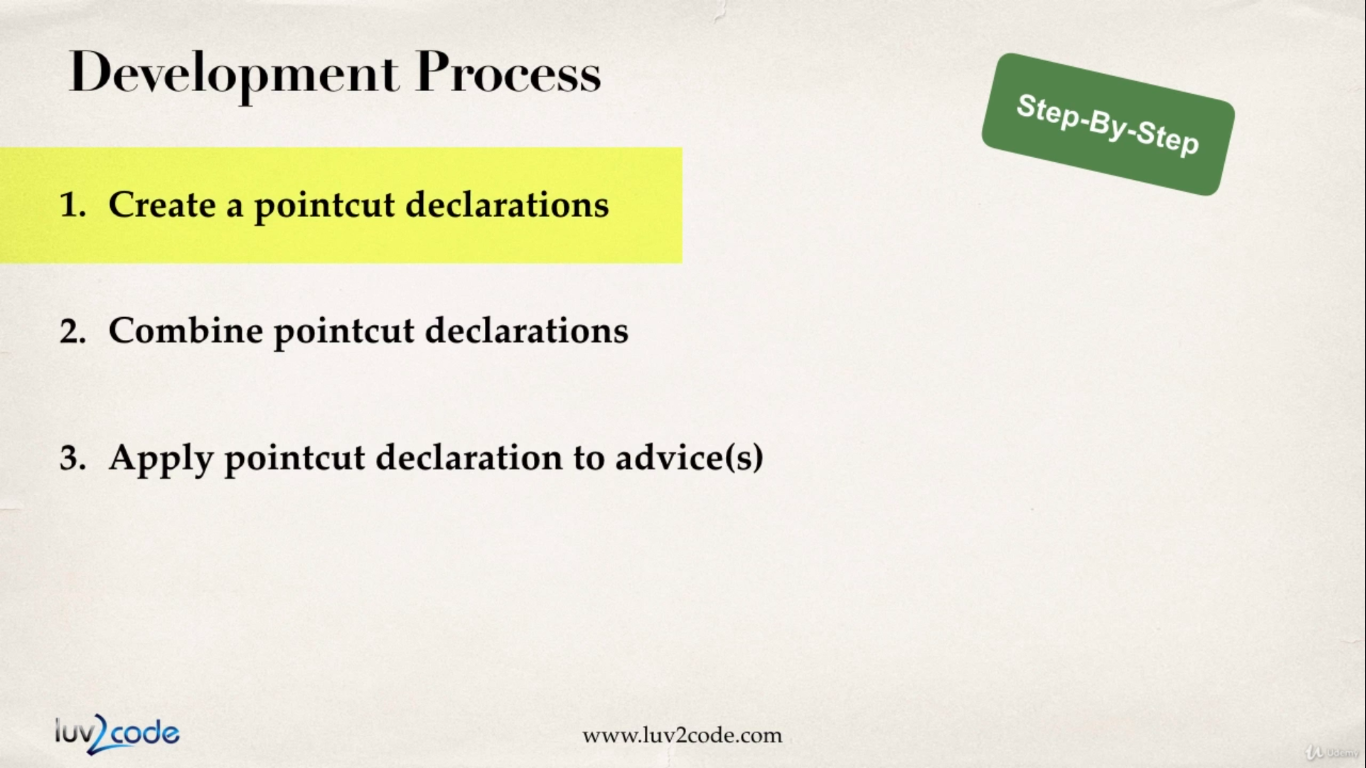 Development Process
Step-By-Step
1. Create a pointcut declarations
2. Combine pointcut declarations
3. Apply pointcut declaration to advice(s)
luv2code
www.luv2code.com
Udemy